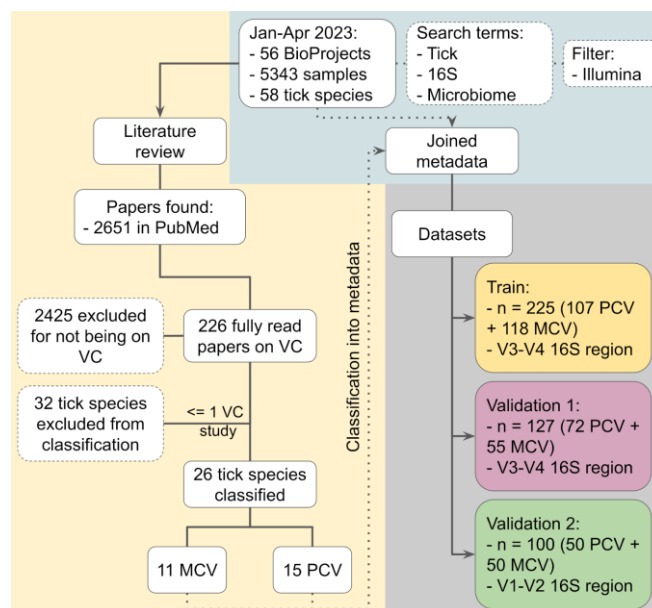 Jan-Apr 2023:
- 56 BioProjects
- 5343 samples
- 58 tick species
Search terms:
- Tick
- 16S
- Microbiome
Filter:
- Illumina
Literature
review
Joined
metadata
Papers found:
- 2651 in PubMed
Datasets
2425 excluded
for not being on
VC
226 fully read
papers on VC
32 tick species
excluded from
classification
<= 1 VC
study
26 tick species
classified
11 MCV
15 PCV
Classification into metadata
Train:
- n = 225 (107 PCV
+ 118 MCV)
- V3-V4 16S region
Validation 1:
- n = 127 (72 PCV +
55 MCV)
- V3-V4 16S region
Validation 2:
- n = 100 (50 PCV +
50 MCV)
- V1-V2 16S region